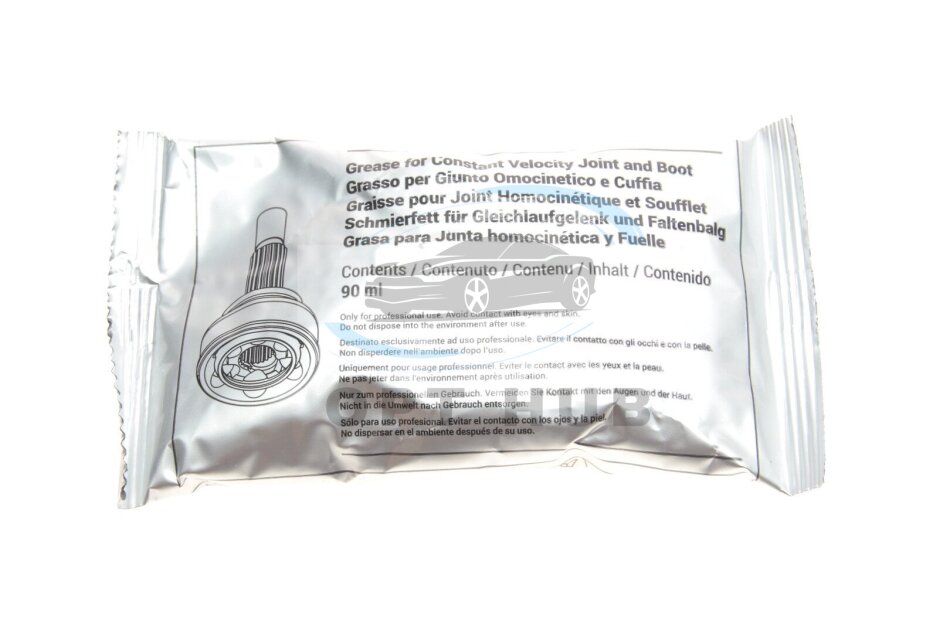 Grease for Constant Velocity Joint and Boot
Grasso per Giunto Omocinetico e Cuffia
Graisse pour Joint Homocinétique et Soufflet
Schmierfett für Gleichlaufgelenk und Faltenbalg
Grasa para Junta homocinética y Fuelle
Contents / Contenuto / Contenu / Inhalt / Contenido
90 ml
Only for professional use. Avoid contact with eyes and skin.
Do not dispose into the environment after use.
Destinato esclusivamente ad uso professionale. Evitare il contatto con gli occhi e con la pelle.
Non disperdere nell'ambiente dopo l'uso.
Uniquement pour usage professionnel. Eviter le contact avec les yeux et la peau.
Ne pas jeter dans l'environnement après utilisation.
Nur zum professionellen Gebrauch. Vermeiden Sie Kontakt mit den Augen und der Haut.
Nicht in die Umwelt nach Gebrauch entsorgen.
Sólo para uso profesional. Evitar el contacto con los ojos y la piel.
No dispersar en el ambiente después de su uso.
HUB